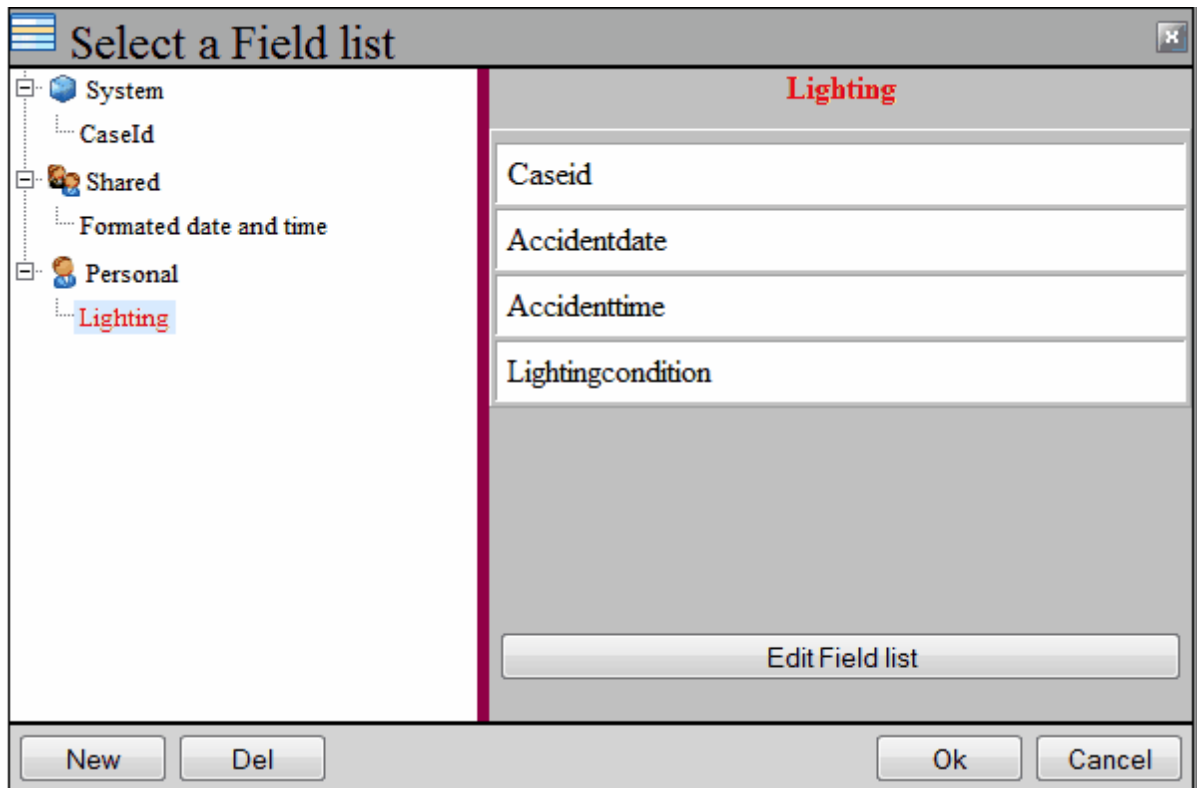 Select a Field list
System
CaseId
Shared
Formated date and time
Personal
Lighting
Lighting
Caseid
Accidentdate
Accidenttime
Lightingcondition
Edit Field list
New Del Ok Cancel